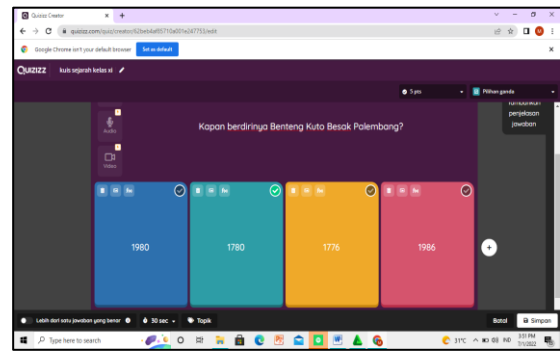 Quizizz Creator
quizizz.com/quiz/creator/62beb4af05710a001e247753/edit
Google Chrome isn't your default browser Set as default
QUIZIZZ kuis sejarah kelas xi
5 pts Pilihan ganda
Tambahkan
penjelasan
jawaban
Audio
Video
Kapan berdirinya Benteng Kuto Besak Palembang?
1980 1780 1776 1986
Lebih dari satu jawaban yang benar 30 sec Topik Batal Simpan
Type here to search 31°C IND 3:51 PM
7/1/2022